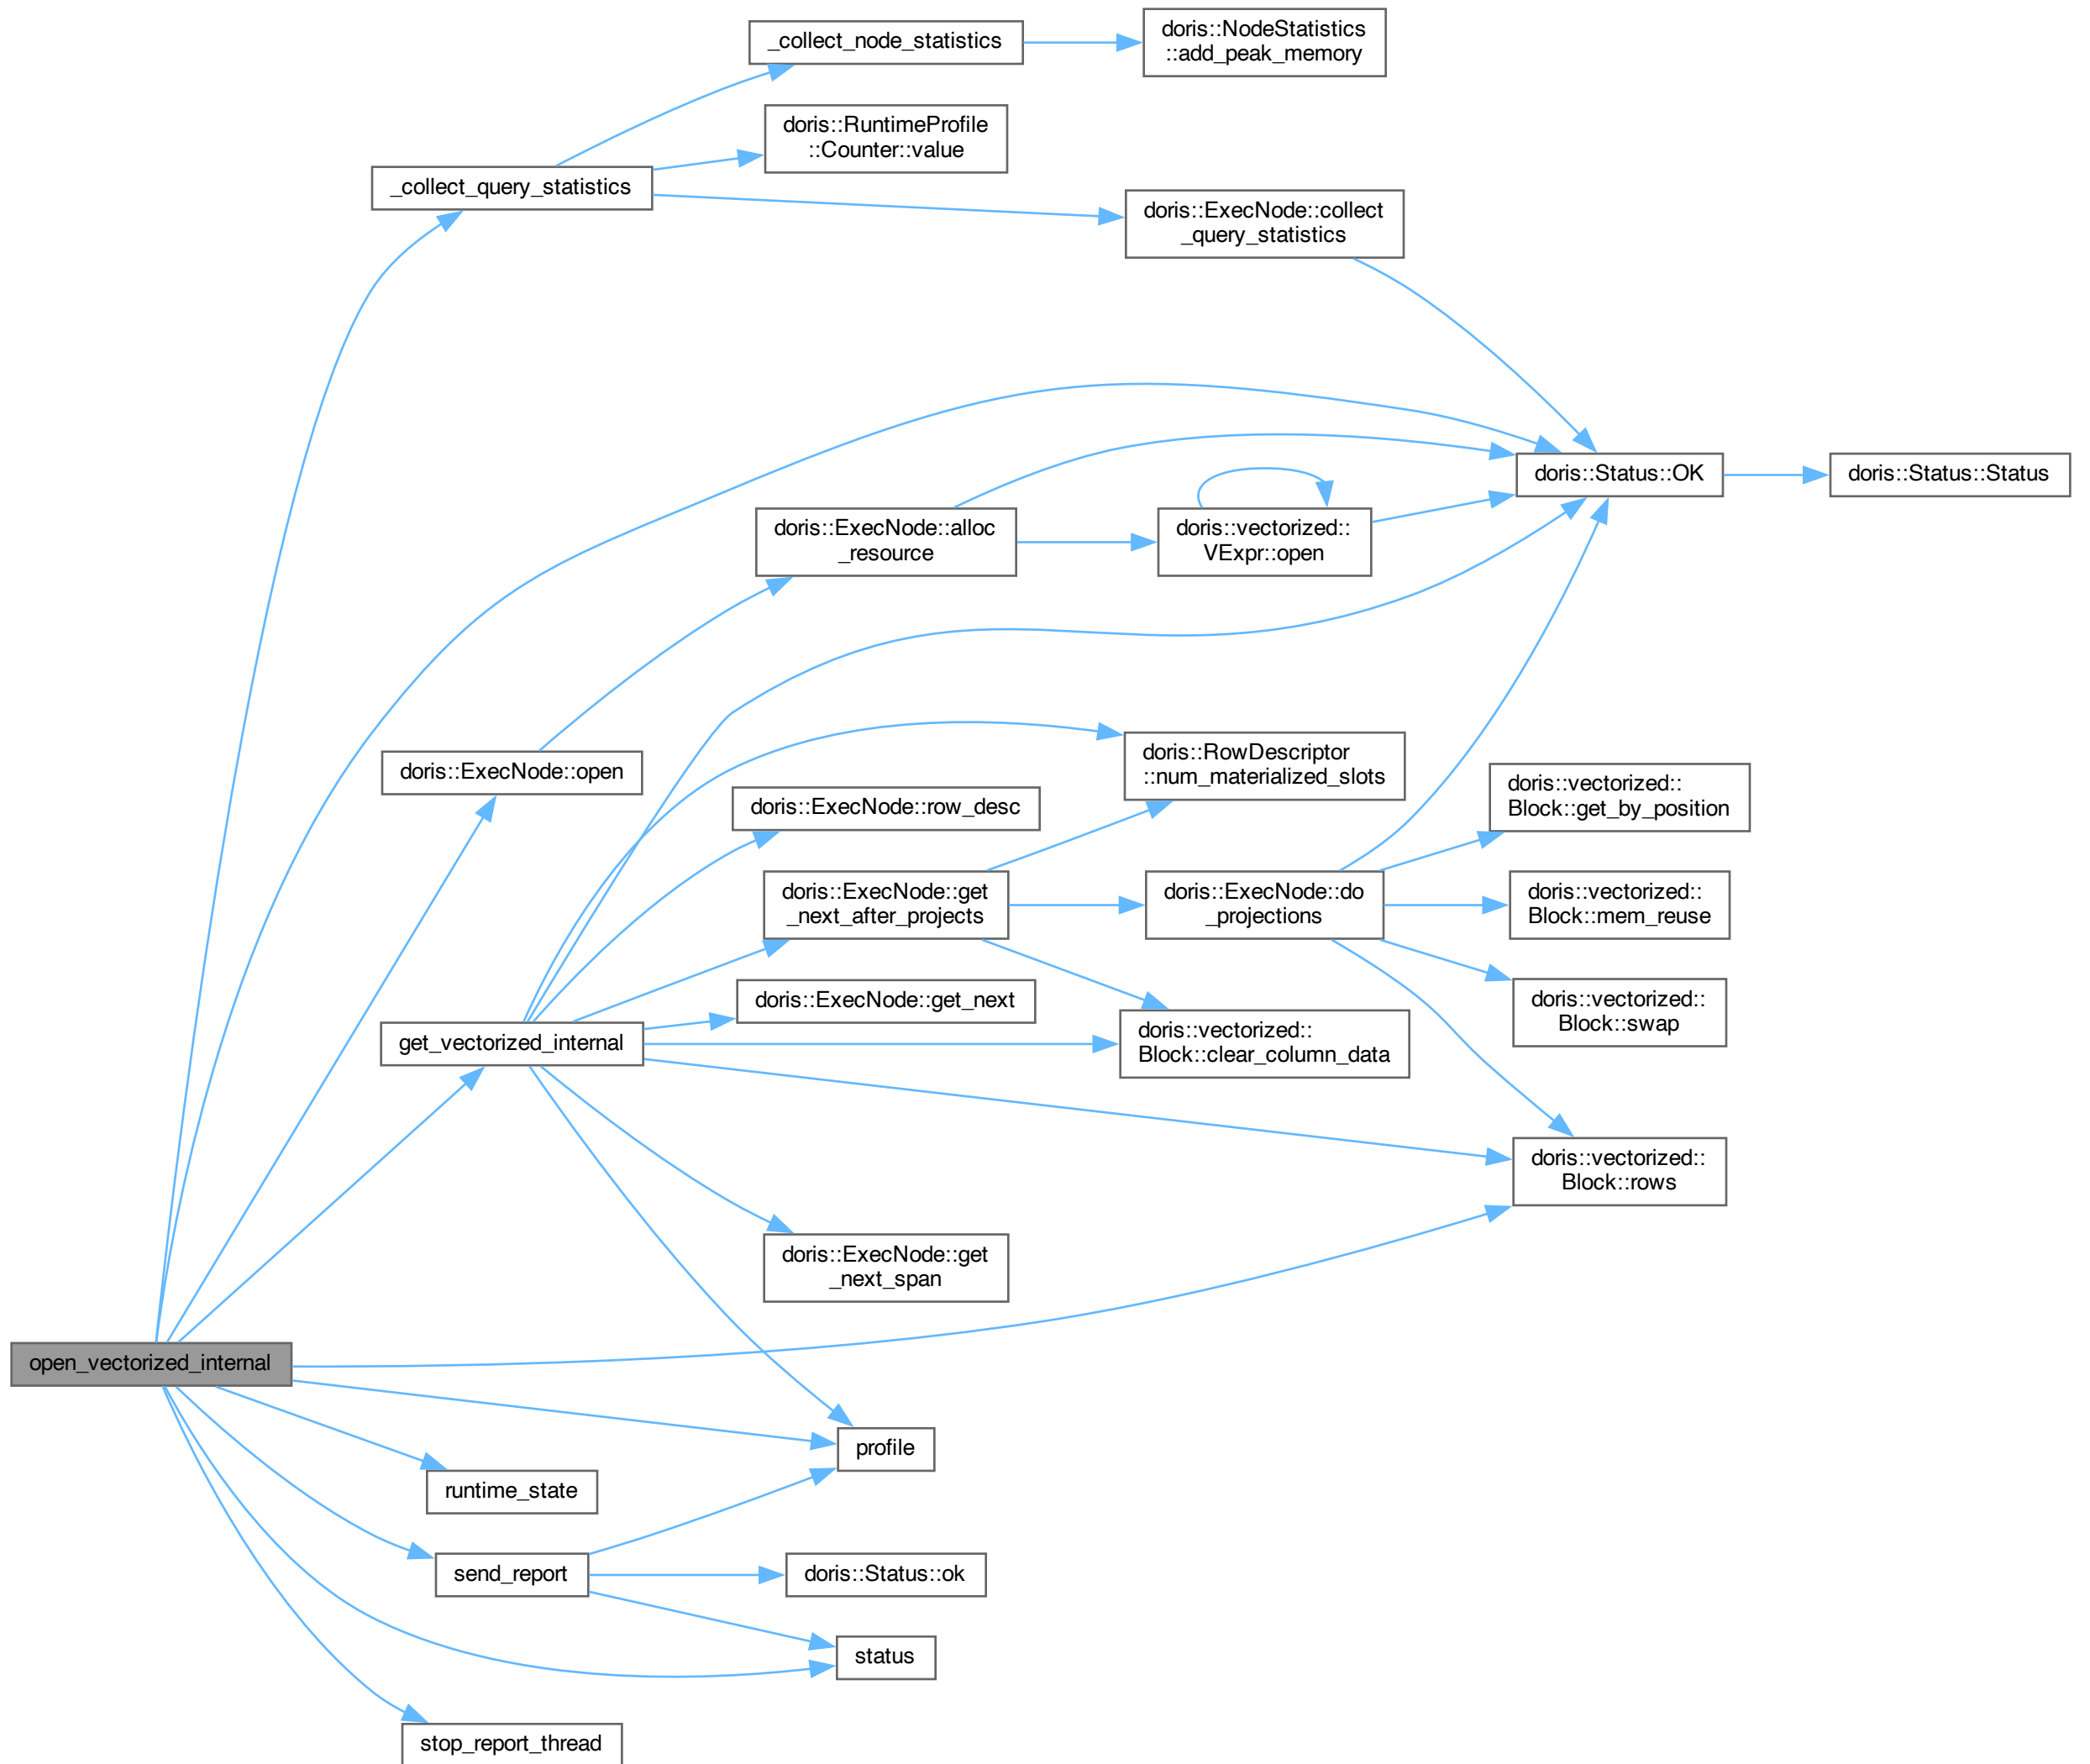 _collect_node_statistics
doris::NodeStatistics
::add_peak_memory
doris::RuntimeProfile
::Counter::value
_collect_query_statistics
doris::ExecNode::collect
_query_statistics
doris::Status::OK
doris::Status::Status
doris::ExecNode::alloc
_resource
doris::vectorized::
VExpr::open
doris::ExecNode::open
doris::RowDescriptor
::num_materialized_slots
doris::ExecNode::row_desc
doris::vectorized::
Block::get_by_position
doris::ExecNode::get
_next_after_projects
doris::ExecNode::do
_projections
doris::vectorized::
Block::mem_reuse
doris::ExecNode::get_next
doris::vectorized::
Block::swap
get_vectorized_internal
doris::vectorized::
Block::clear_column_data
doris::vectorized::
Block::rows
doris::ExecNode::get
_next_span
open_vectorized_internal
profile
runtime_state
send_report
doris::Status::ok
status
stop_report_thread